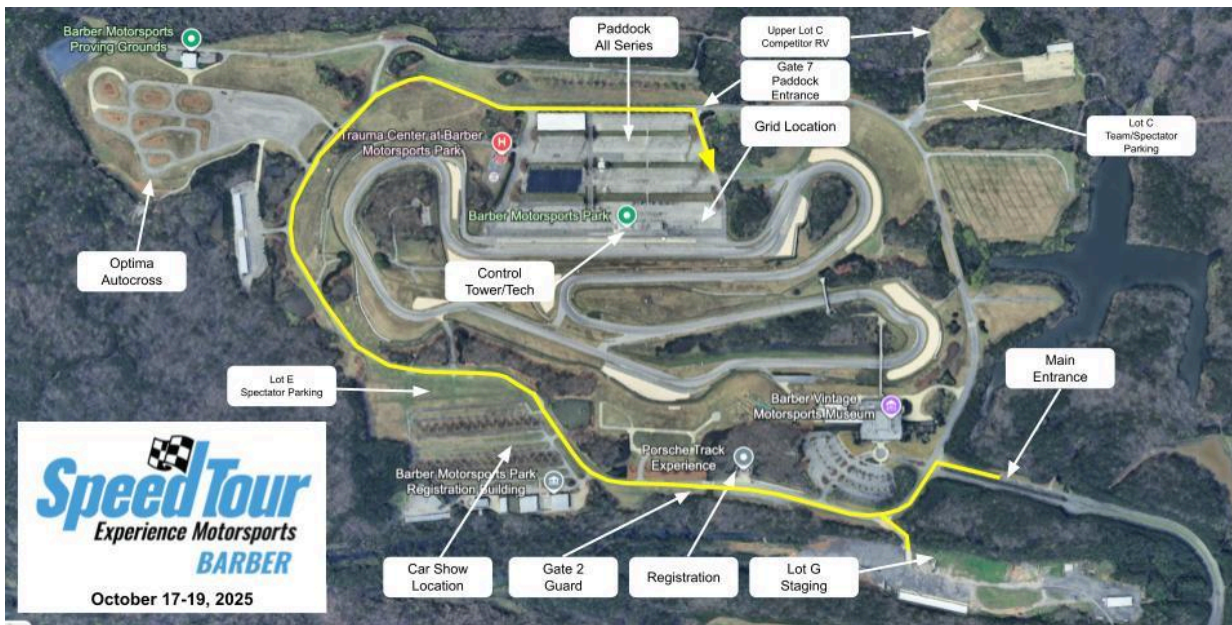 Barber Motorsports
Proving Grounds
Paddock
All Series
Upper Lot C
Competitor RV
Gate 7
Paddock
Entrance
Trauma Center at Barber
Motorsports Park
H
Grid Location
Lot C
Team/Spectator
Parking
Barber Motorsports Park
Optima
Autocross
Control
Tower/Tech
Lot E
Spectator Parking
Main
Entrance
Barber Vintage
Motorsports Museum
Porsche Track
Experience
Barber Motorsports Park
Registration Building
SpeedTour
Experience Motorsports
BARBER
October 17-19, 2025
Car Show
Location
Gate 2
Guard
Registration
Lot G
Staging